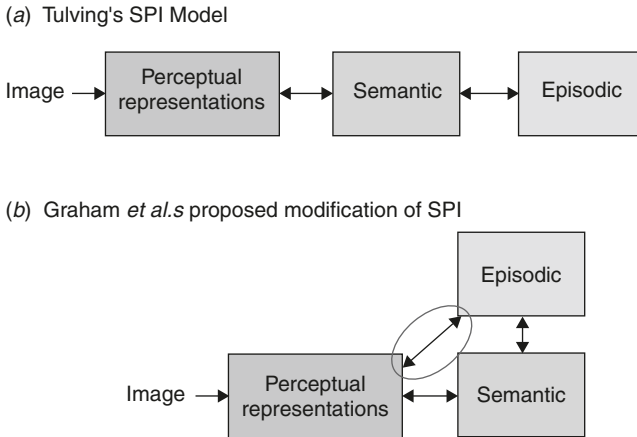 (a) Tulving's SPI Model
Image
Perceptual
representations
Semantic
Episodic
(b) Graham et al.s proposed modification of SPI
Episodic
Image
Perceptual
representations
Semantic